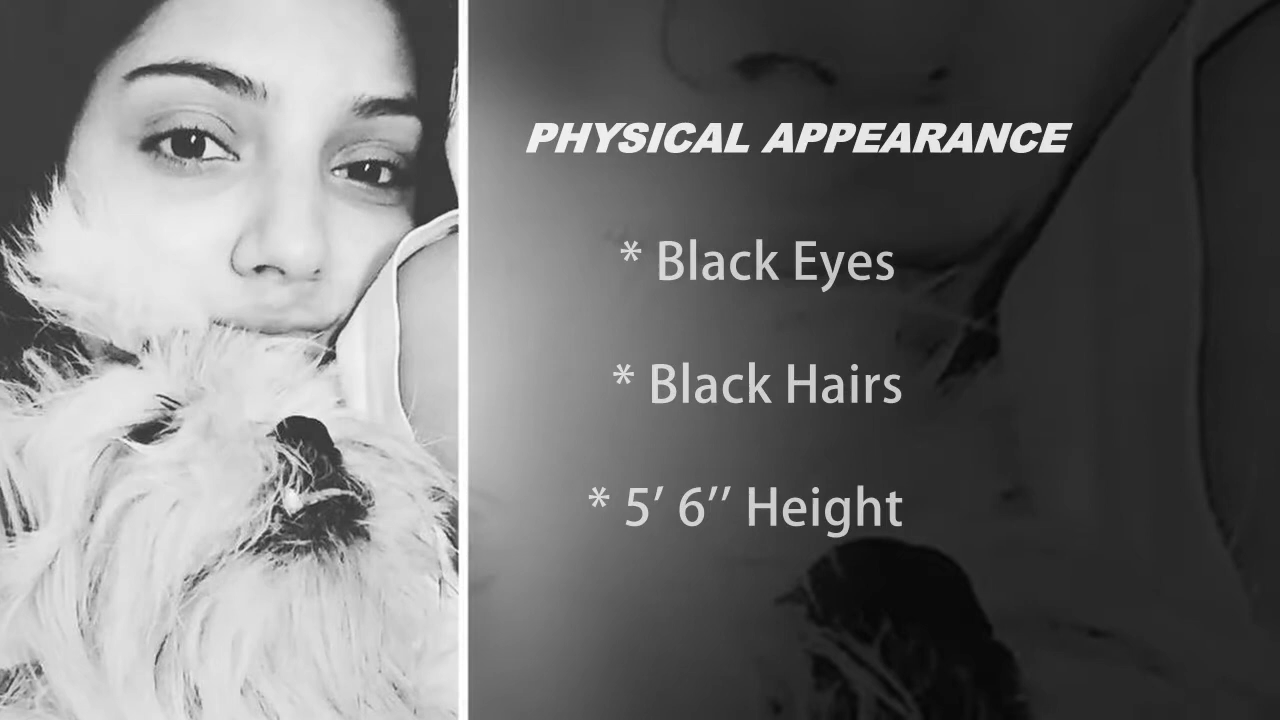 PHYSICAL APPEARANCE
* Black Eyes
* Black Hairs
* 5′ 6′′ Height